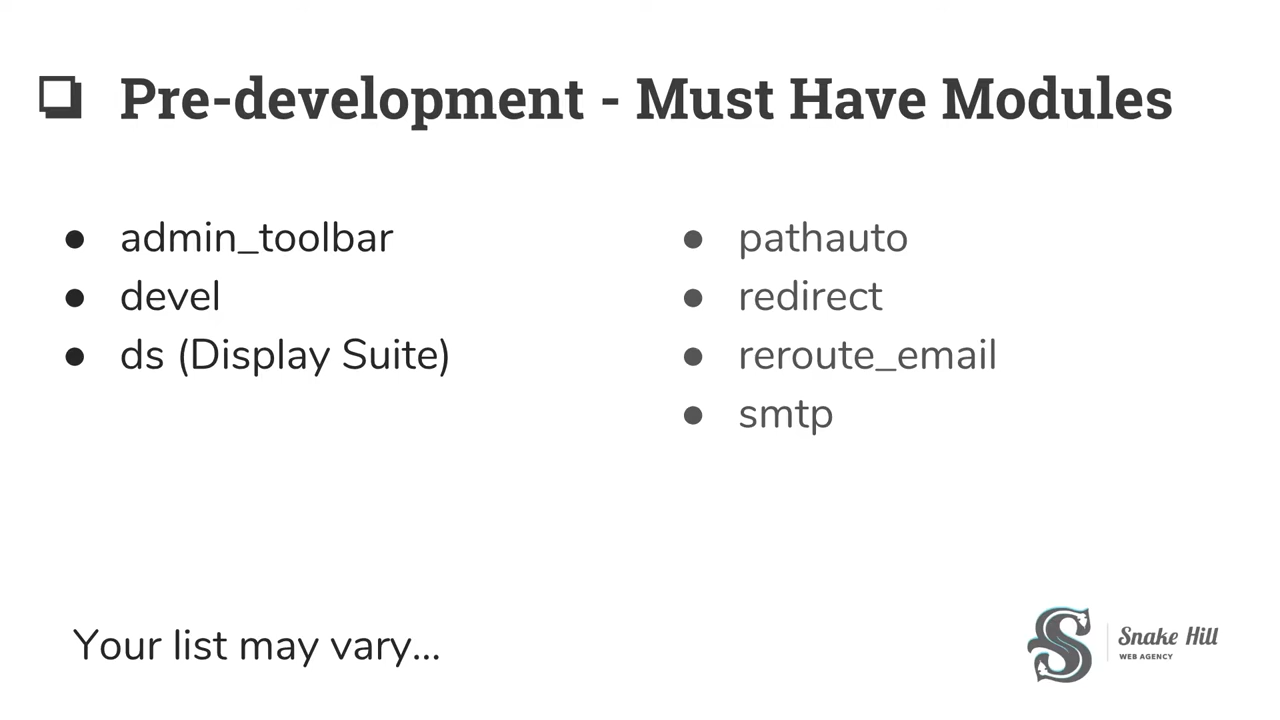 ❏ Pre-development - Must Have Modules
● admin_toolbar
● devel
● ds (Display Suite)
● pathauto
● redirect
● reroute_email
● smtp
Your list may vary...
S
Snake Hill
WEB AGENCY